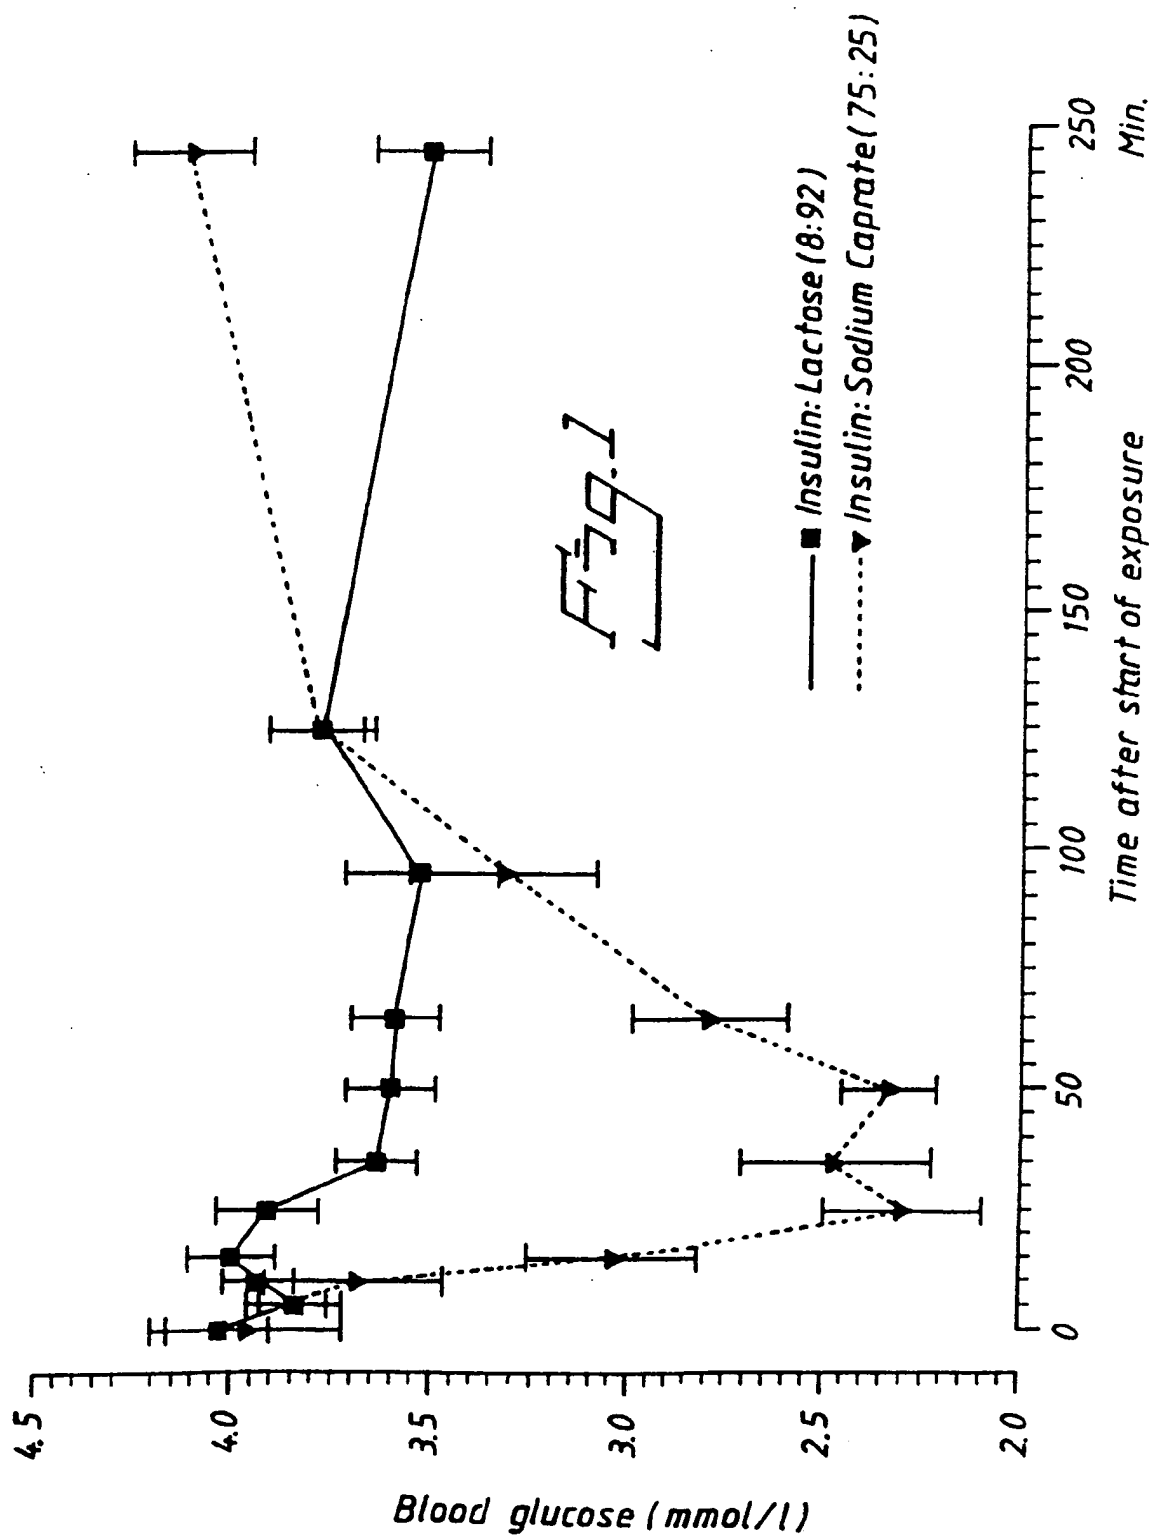 Blood glucose (mmol/l)
4.5
4.0
3.5
3.0
2.5
2.0
Fig. 1
Insulin: Lactose (8:92)
Insulin: Sodium Caprate (75:25)
0
50
100
150
200
250
Time after start of exposure
Min.